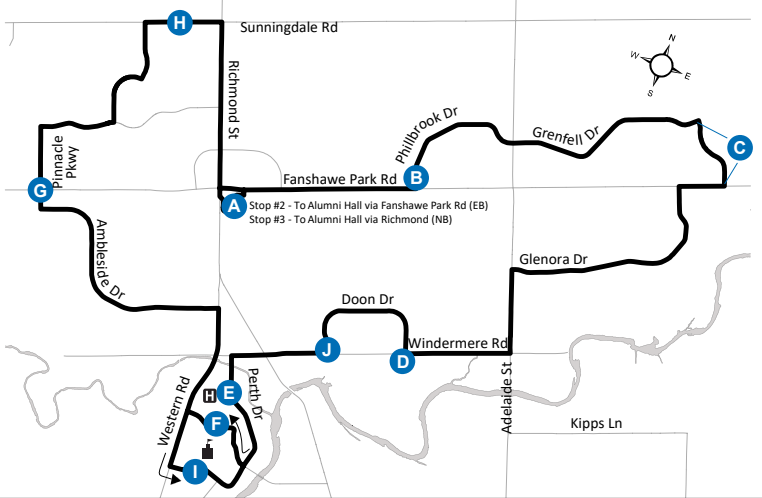 H
Sunningdale Rd
Richmond St
N
W
E
S
Phillbrook Dr
Grenfell Dr
C
Pinnacle
Pkwy
G
Fanshawe Park Rd
B
A
Stop #2 - To Alumni Hall via Fanshawe Park Rd (EB)
Stop #3 - To Alumni Hall via Richmond (NB)
Ambleside Dr
Glenora Dr
Doon Dr
J
D
Windermere Rd
Adelaide St
Western Rd
H
E
Perth Dr
F
I
Kipps Ln